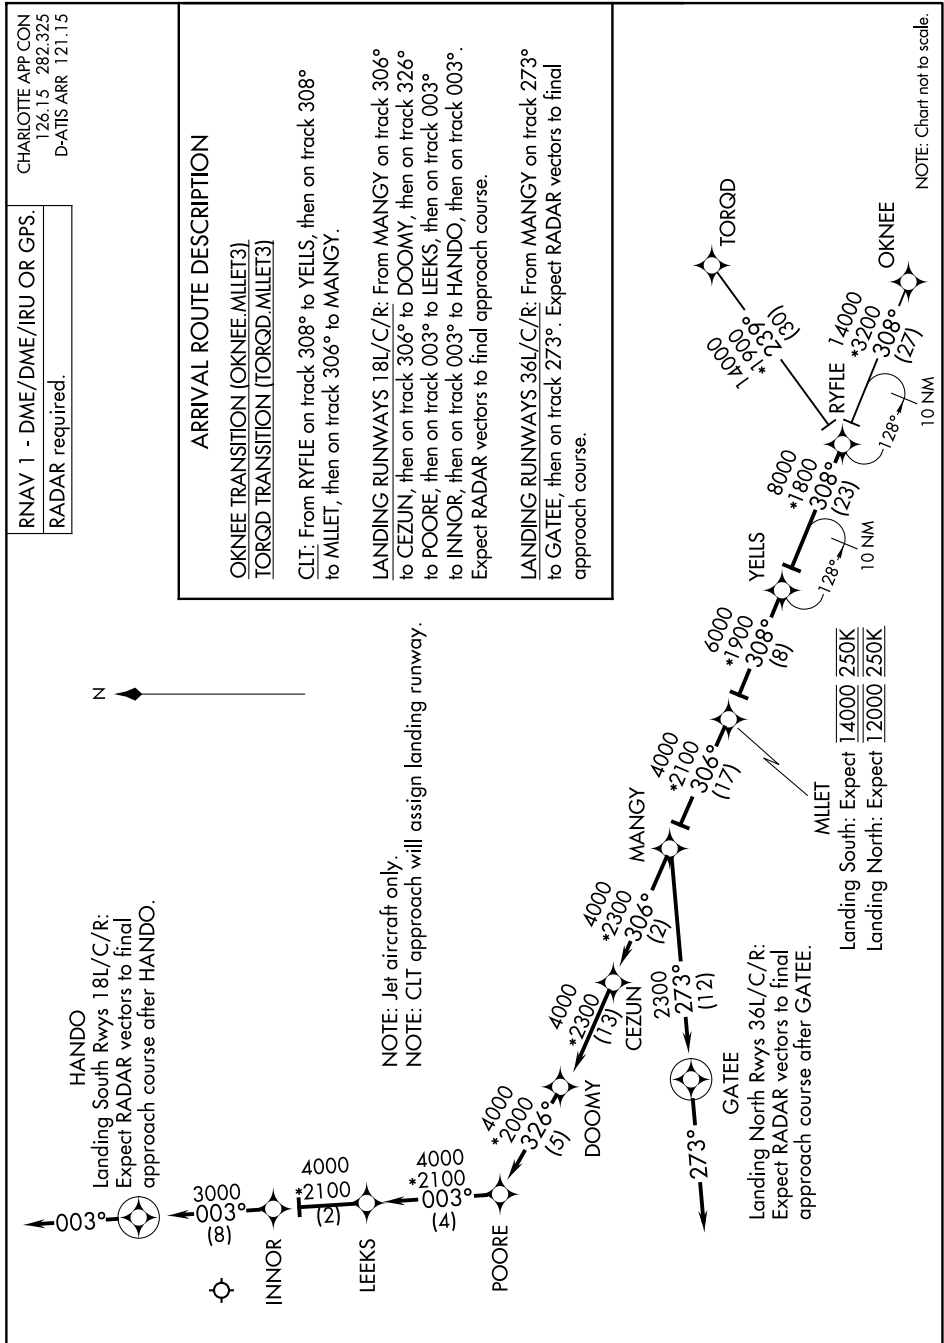 RNAV 1 - DME/DME/IRU OR GPS.
RADAR required.
CHARLOTTE APP CON
126.15 282.325
D-ATIS ARR 121.15
ARRIVAL ROUTE DESCRIPTION
OKNEE TRANSITION (OKNEE.MLLET3)
TORQD TRANSITION (TORQD.MLLET3)
CLT: From RYFLE on track 308° to YELLS, then on track 308°
to MLLET, then on track 306° to MANGY.
LANDING RUNWAYS 18L/C/R: From MANGY on track 306°
to CEZUN, then on track 306° to DOOMY, then on track 326°
to POORE, then on track 003° to LEEKS, then on track 003°
to INNOR, then on track 003° to HANDO, then on track 003°.
Expect RADAR vectors to final approach course.
LANDING RUNWAYS 36L/C/R: From MANGY on track 273°
to GATEE, then on track 273°. Expect RADAR vectors to final
approach course.
N
NOTE: Jet aircraft only.
NOTE: CLT approach will assign landing runway.
HANDO
Landing South Rwys 18L/C/R:
Expect RADAR vectors to final
approach course after HANDO.
003°
3000
003°
(8)
INNOR
4000
*2100
(2)
LEEKS
4000
*2100
003°
(4)
POORE
4000
*2000
326°
(5)
DOOMY
4000
*2300
(13)
CEZUN
4000
*2300
306°
(2)
MANGY
2300
273°
(12)
GATEE
Landing North Rwys 36L/C/R:
Expect RADAR vectors to final
approach course after GATEE.
273°
4000
*2100
306°
(17)
MLLET
Landing South: Expect 14000 250K
Landing North: Expect 12000 250K
6000
*1900
308°
(8)
YELLS
128°
10 NM
8000
*1800
308°
(23)
RYFLE
128°
10 NM
14000
*1900
239°
(30)
TORQD
14000
*3200
308°
(27)
OKNEE
NOTE: Chart not to scale.